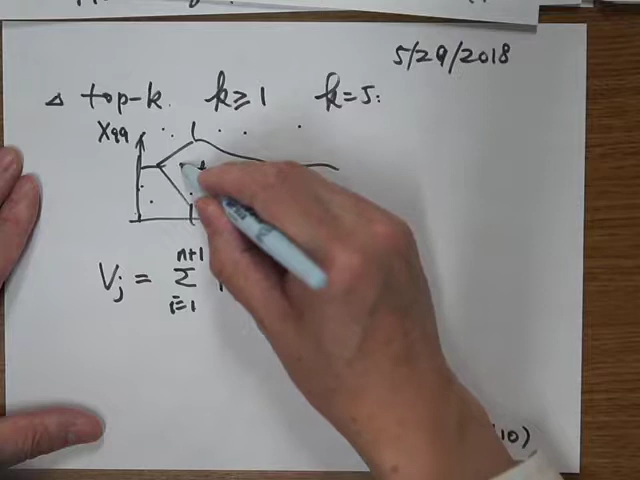 5/29/2018
△ top-k. k≥1 k=5:
X99
n+1
Vj = Σ
i=1
10)